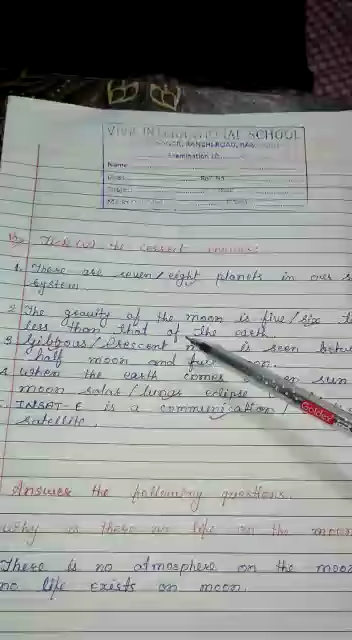 VIVA INTERNATIONAL SCHOOL
Examination
Name
Roll No
Tick (✓) the correct
1. There are seven/eight planets in our
System.
2. The gravity of the moon is five/six
less than that of the earth
3. Gibbous/Crescent is seen
half moon and
4. When the earth comes sun
moon solar/lunar eclipse
5. INSAT-E is a communication/
satellite.
Goldex
Answer the following questions.
Why is there no life on the moon
There is no atmosphere on the moon
no life exists on moon.